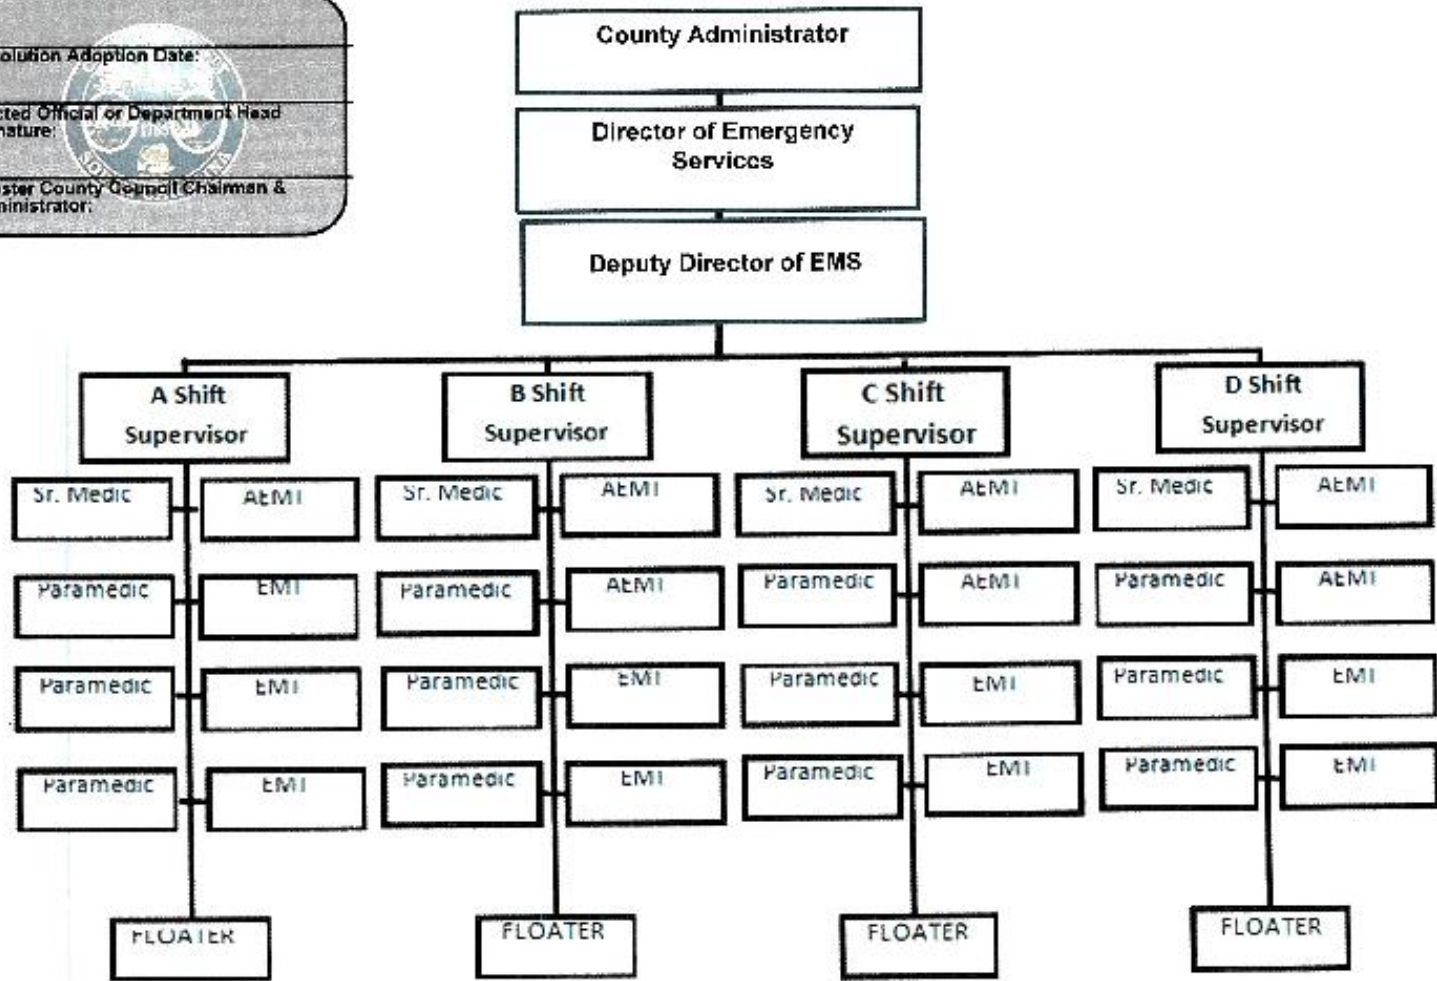 olution Adoption Date:
cted Official or Department Head
nature:
ster County Council Chairman &
ministrator:
County Administrator
Director of Emergency
Services
Deputy Director of EMS
A Shift
Supervisor
B Shift
Supervisor
C Shift
Supervisor
D Shift
Supervisor
Sr. Medic
AEMT
Sr. Medic
AEMT
Sr. Medic
AEMT
Sr. Medic
AEMT
Paramedic
EMT
Paramedic
AEMT
Paramedic
AEMT
Paramedic
AEMT
Paramedic
EMT
Paramedic
EMT
Paramedic
EMT
Paramedic
EMT
Paramedic
EMT
Paramedic
EMT
Paramedic
EMT
Paramedic
EMT
FLOATER
FLOATER
FLOATER
FLOATER